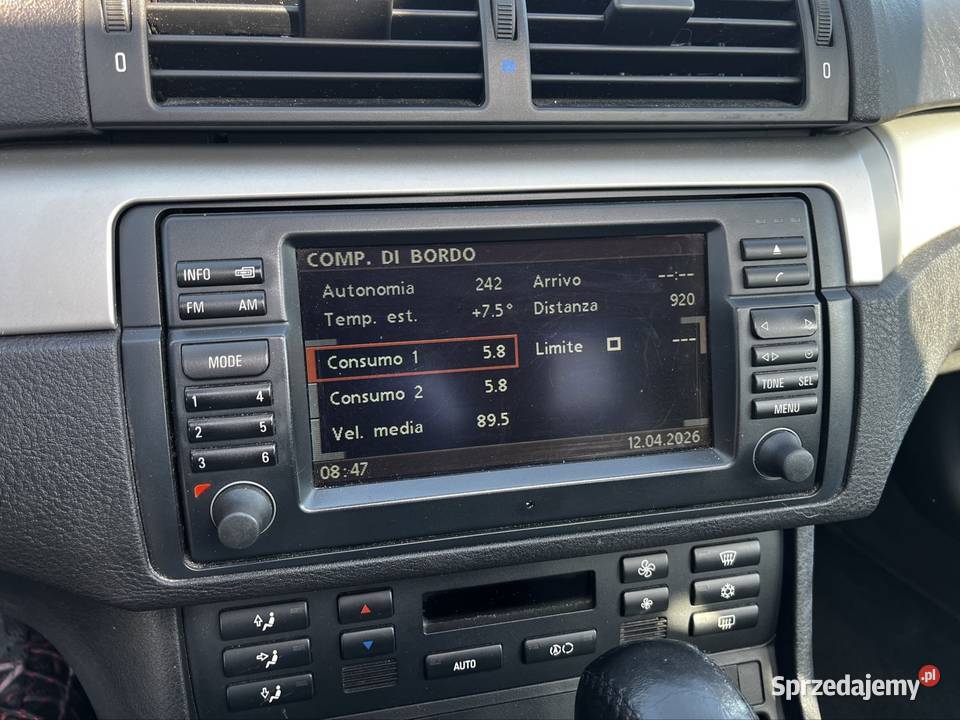 0
0
INFO
FM AM
MODE
1 4
2 5
3 6
COMP. DI BORDO
Autonomia 242
Temp. est. +7.5°
Consumo 1 5.8
Consumo 2 5.8
Vel. media 89.5
Arrivo --:--
Distanza 920
Limite ---
08:47
12.04.2026
TONE SEL
MENU
AUTO
A
Sprzedajemy.pl